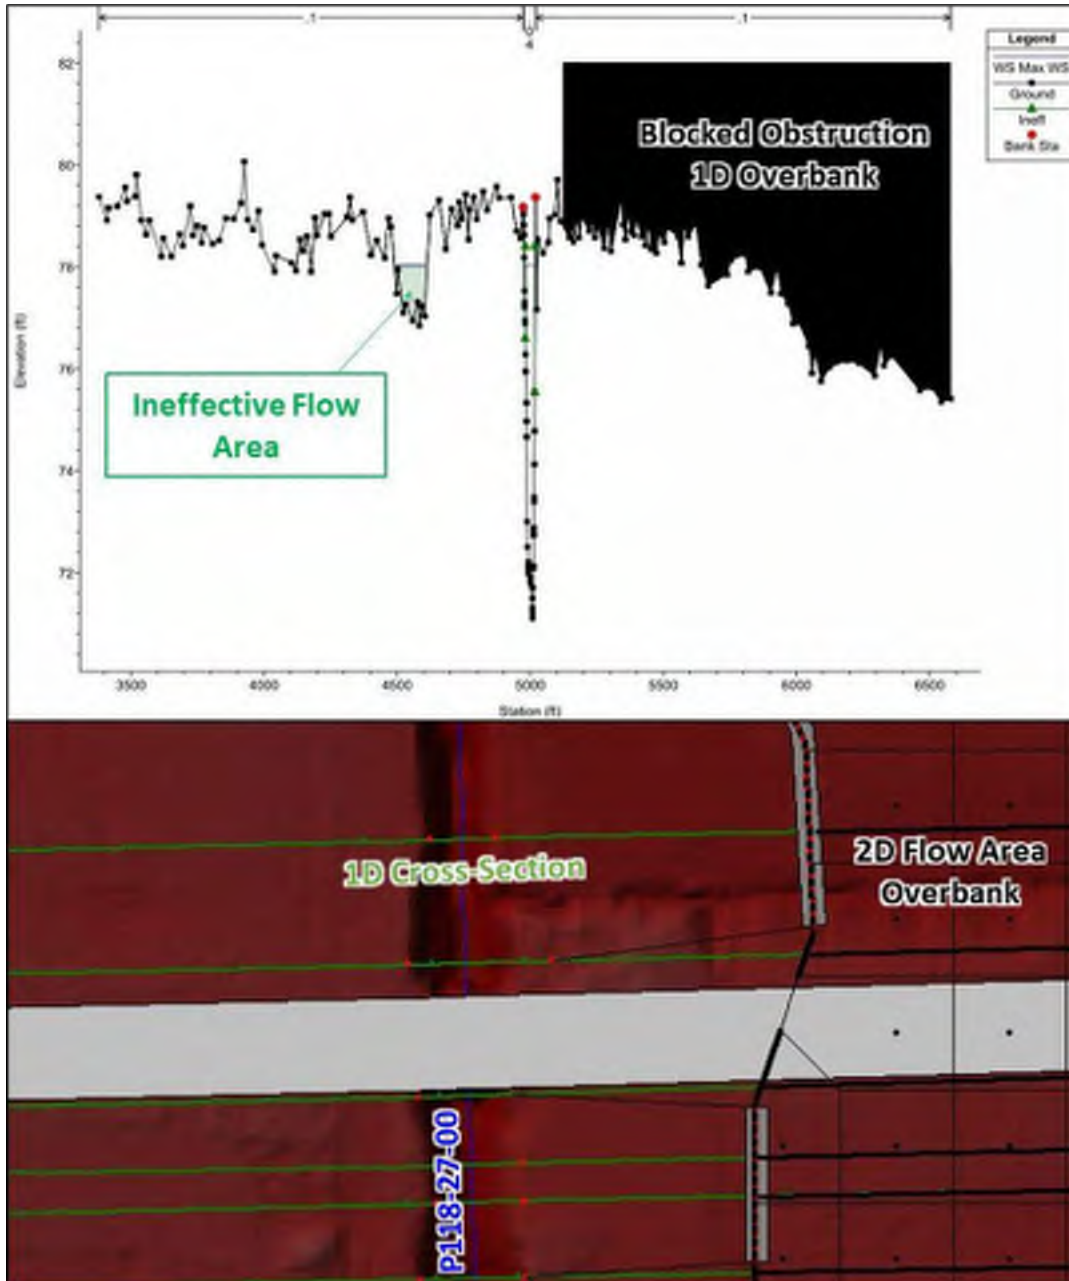 .1
.1
Legend
WS Max WS
Ground
Ineff
Bank Sta
82
80
78
76
74
72
Elevation (ft)
Blocked Obstruction
1D Overbank
Ineffective Flow
Area
3500
4000
4500
5000
5500
6000
6500
Station (ft)
1D Cross-Section
2D Flow Area
Overbank
P118-27-00